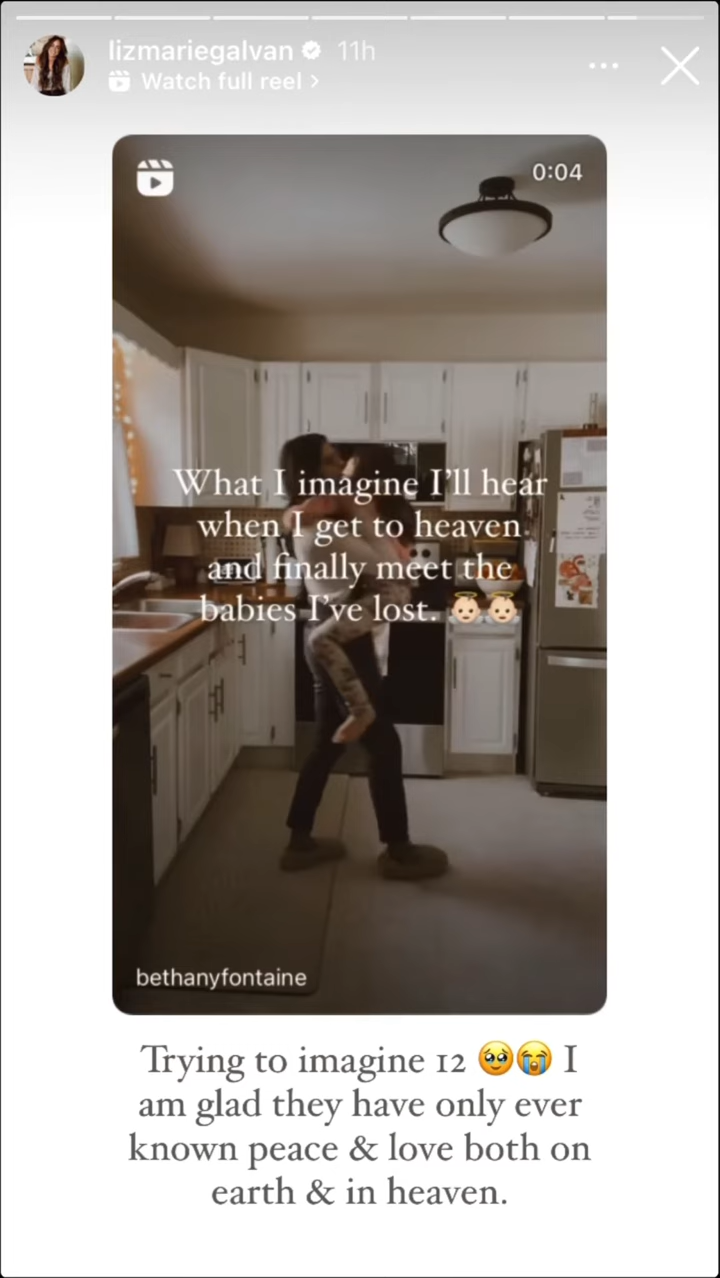 lizmariegalvan 11h
Watch full reel >
0:04
What I imagine I'll hear
when I get to heaven
and finally meet the
babies I've lost. 👼🏻👼🏻
bethanyfontaine
Trying to imagine 12 🥹😭 I
am glad they have only ever
known peace & love both on
earth & in heaven.